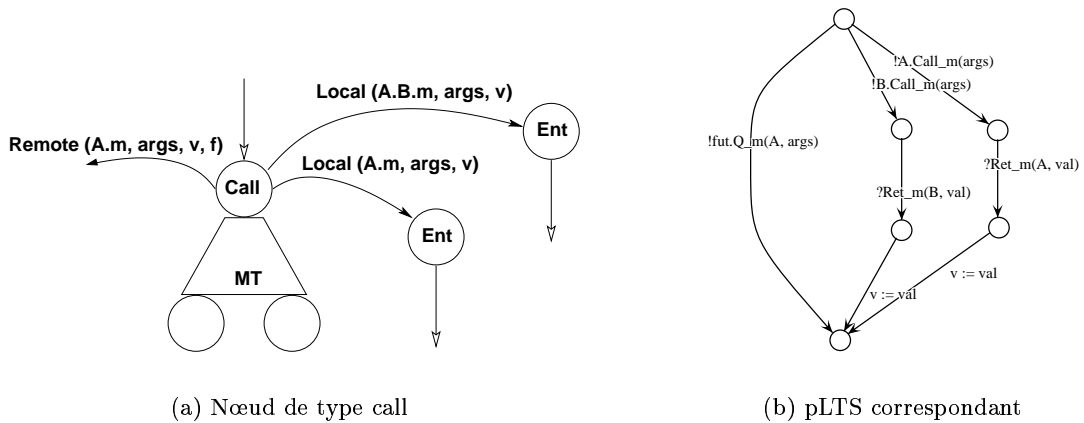 Local (A.B.m, args, v)
Ent
Remote (A.m, args, v, f)
Local (A.m, args, v)
Call
Ent
MT
!A.Call_m(args)
!B.Call_m(args)
!fut.Q_m(A, args)
?Ret_m(A, val)
?Ret_m(B, val)
v := val
v := val
(a) Nœud de type call
(b) pLTS correspondant